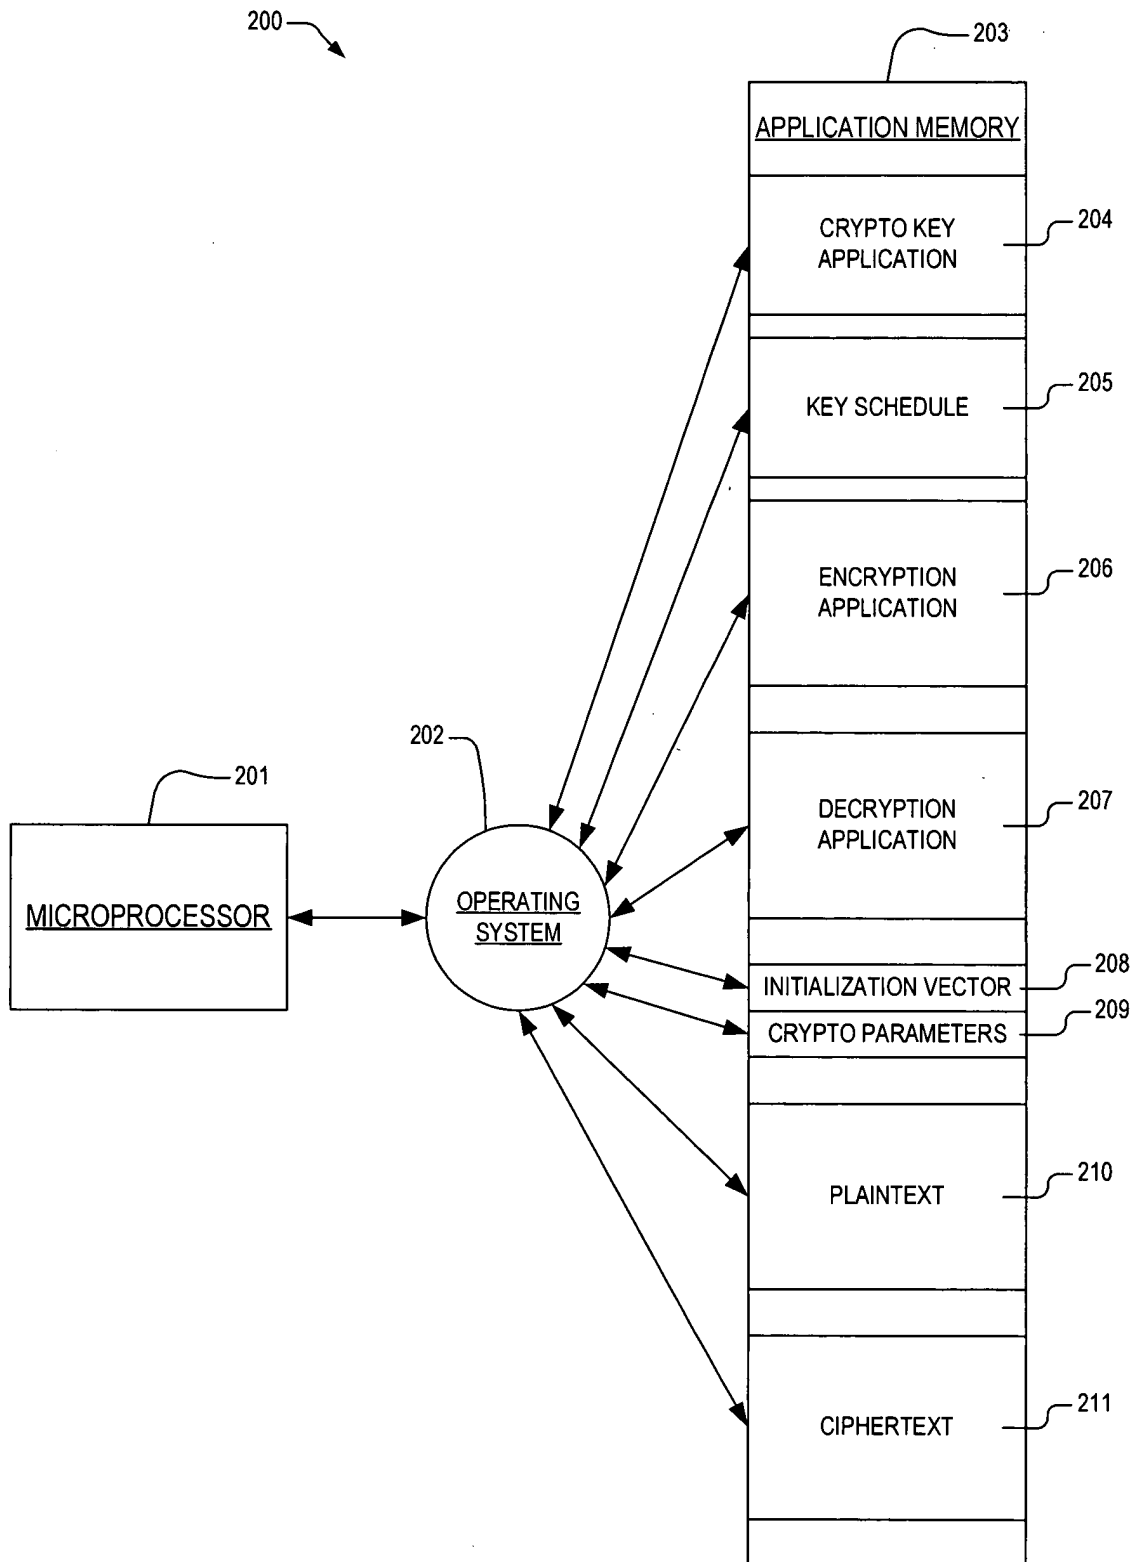 200
203
APPLICATION MEMORY
CRYPTO KEY
APPLICATION
204
KEY SCHEDULE
205
ENCRYPTION
APPLICATION
206
202
201
DECRYPTION
APPLICATION
207
MICROPROCESSOR
OPERATING
SYSTEM
INITIALIZATION VECTOR
208
CRYPTO PARAMETERS
209
PLAINTEXT
210
CIPHERTEXT
211